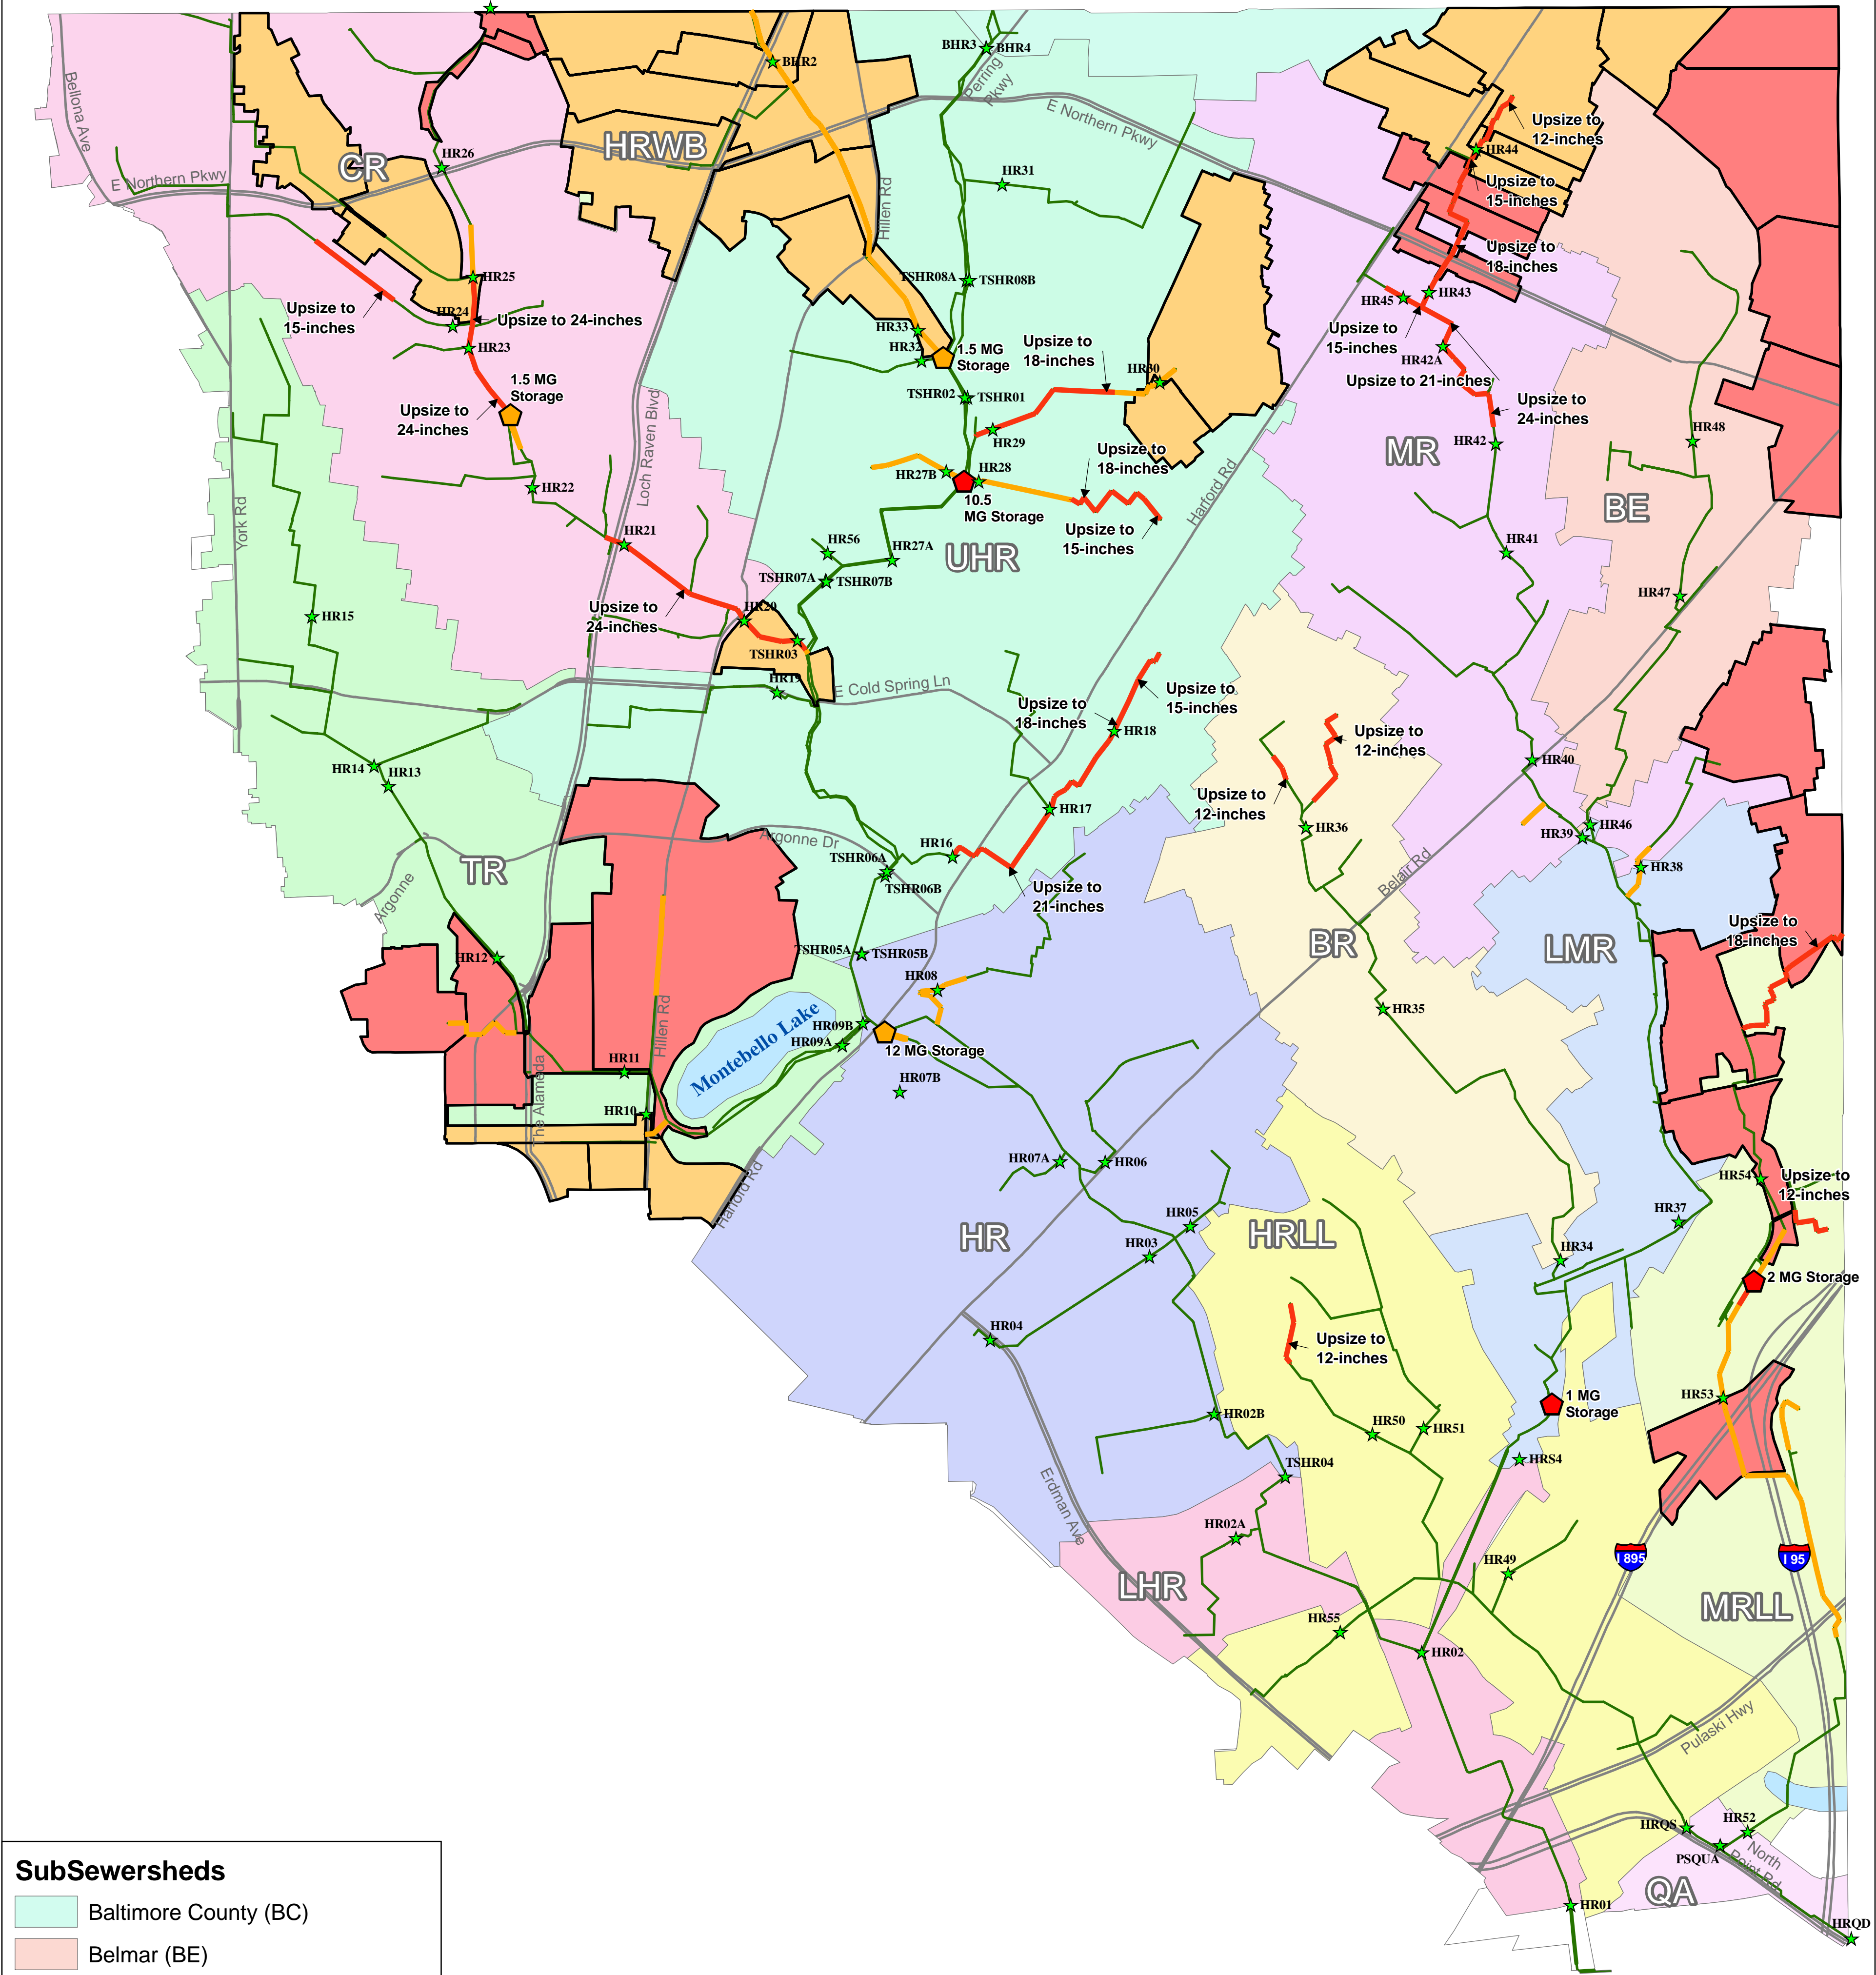 BHR3
BHR4
BHR2
Perring
Pkwy
Bellona Ave
E Northern Pkwy
HRWB
CR
HR26
E Northern Pkwy
Hillen Rd
HR31
Upsize to
12-inches
HR44
Upsize to
15-inches
Upsize to
18-inches
HR25
TSHR08A
TSHR08B
HR45
HR43
Upsize to
15-inches
HR24
Upsize to 24-inches
HR33
Upsize to
15-inches
HR23
HR32
1.5 MG
Storage
Upsize to
18-inches
HR42A
Upsize to 21-inches
HR30
1.5 MG
Storage
TSHR02
TSHR01
Upsize to
24-inches
Upsize to
24-inches
Loch Raven Blvd
HR29
HR42
HR48
MR
Upsize to
18-inches
HR27B
HR28
HR22
10.5
MG Storage
Harford Rd
BE
York Rd
HR21
Upsize to
15-inches
HR56
HR27A
UHR
HR41
TSHR07A
TSHR07B
HR47
HR15
Upsize to
24-inches
HR20
TSHR03
HR19
E Cold Spring Ln
Upsize to
15-inches
Upsize to
18-inches
HR18
Upsize to
12-inches
HR14
HR13
HR40
Upsize to
12-inches
HR17
HR36
HR46
HR39
Argonne Dr
HR16
TSHR06A
TSHR06B
HR38
TR
Argonne
Belair Rd
Upsize to
21-inches
Upsize to
18-inches
BR
LMR
TSHR05A
TSHR05B
HR12
HR08
HR35
Hillen Rd
Montebello Lake
HR09B
HR09A
12 MG Storage
HR11
HR07B
The Alameda
HR10
HR07A
HR06
HR54
Upsize to
12-inches
Harford Rd
HR05
HR37
HR
HRLL
HR03
HR34
2 MG Storage
HR04
Upsize to
12-inches
HR53
1 MG
Storage
HR02B
HR50
HR51
TSHR04
HRS4
Erdman Ave
HR02A
I 895
I 95
HR49
LHR
MRLL
HR55
HR02
Pulaski Hwy
HRQS
HR52
PSQUA
North
Point Rd
QA
HR01
HRQD
SubSewersheds
Baltimore County (BC)
Belmar (BE)